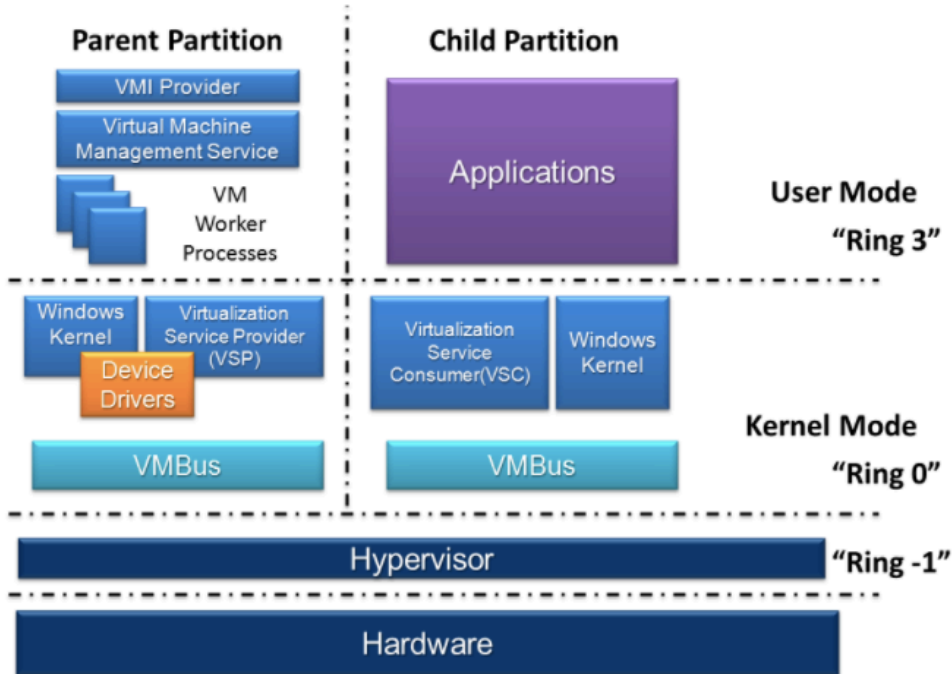 Parent Partition
Child Partition
VMI Provider
Virtual Machine
Management Service
VM
Worker
Processes
Applications
User Mode
“Ring 3”
Windows
Kernel
Virtualization
Service Provider
(VSP)
Device
Drivers
Virtualization
Service
Consumer(VSC)
Windows
Kernel
VMBus
VMBus
Kernel Mode
“Ring 0”
Hypervisor
“Ring -1”
Hardware